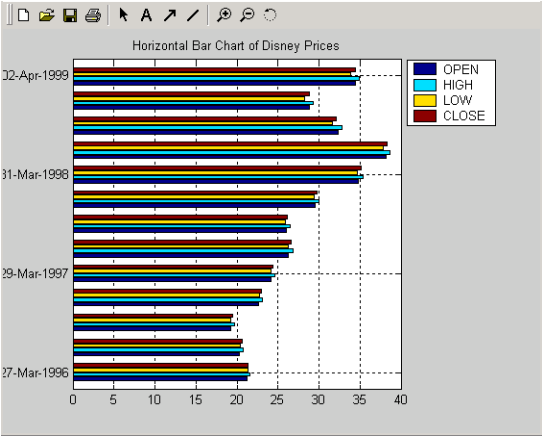 Horizontal Bar Chart of Disney Prices
02-Apr-1999
31-Mar-1998
29-Mar-1997
27-Mar-1996
0 5 10 15 20 25 30 35 40
OPEN
HIGH
LOW
CLOSE